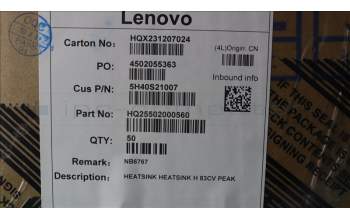 Lenovo
Carton No: HQX231207024
(4L)Origin: CN
PO: 4502055363
Inbound info
Cus P/N: 5H40S21007
Part No: HQ25502000560
QTY: 50
Remark: NB6767
Description: HEATSINK HEATSINK H 83CV PEAK